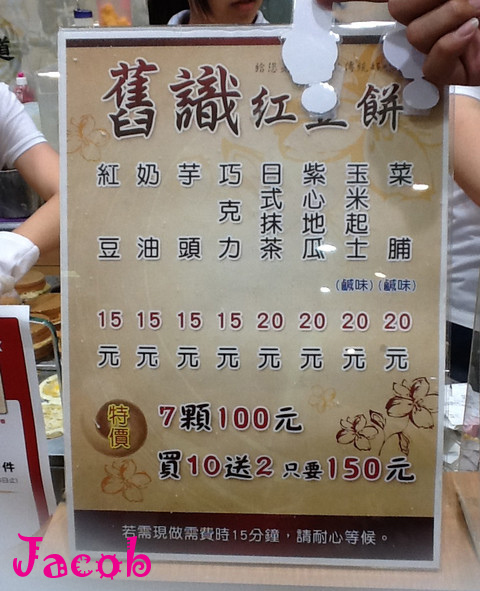 舊識紅豆餅
紅豆 15元
奶油 15元
芋頭 15元
巧克力 15元
日式抹茶 20元
紫心地瓜 20元
玉米起士(鹹味) 20元
菜脯(鹹味) 20元
特價
7顆100元
買10送2 只要150元
若需現做需費時15分鐘，請耐心等候。
件
道
Jacob